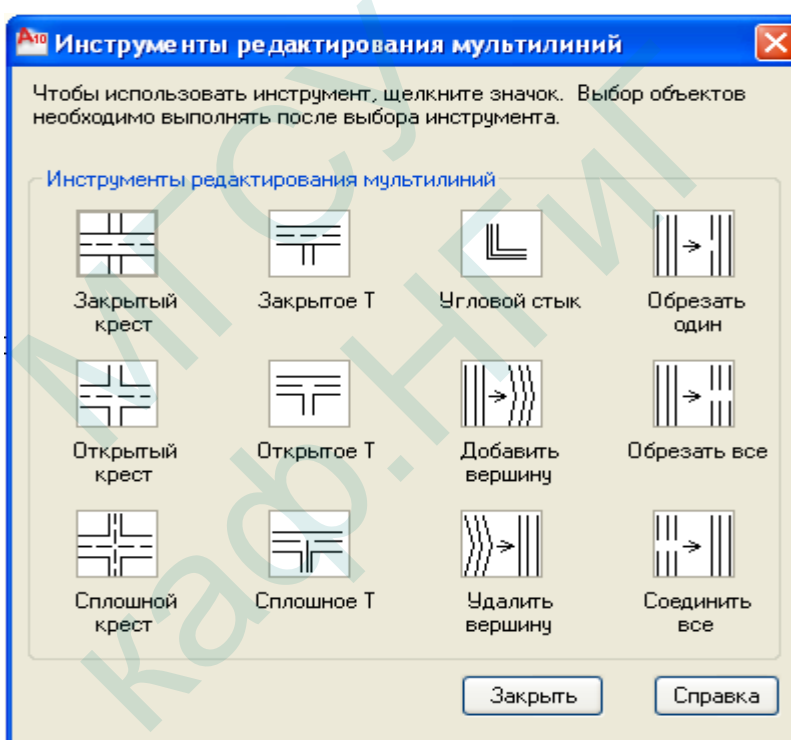 A10 Инструменты редактирования мультилиний
Чтобы использовать инструмент, щелкните значок. Выбор объектов
необходимо выполнять после выбора инструмента.
Инструменты редактирования мультилиний
Закрытый
крест
Закрытое Т
Угловой стык
Обрезать
один
Открытый
крест
Открытое Т
Добавить
вершину
Обрезать все
Сплошной
крест
Сплошное Т
Удалить
вершину
Соединить
все
Закрыть
Справка
МГСУ
каф.НГиГ